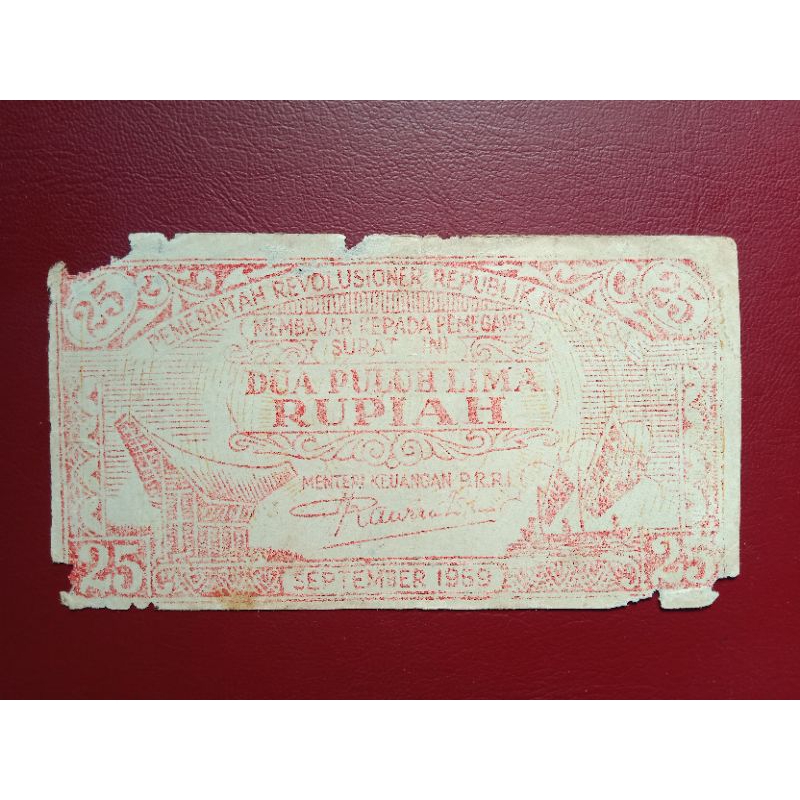 25 25
PEMERINTAH REVOLUSIONER REPUBLIK
MEMBAJAR KEPADA PEMEGANG
SURAT INI
DUA PULUH LIMA
RUPIAH
MENTERI KEUANGAN P.R.R.I.
25 25
SEPTEMBER 1959